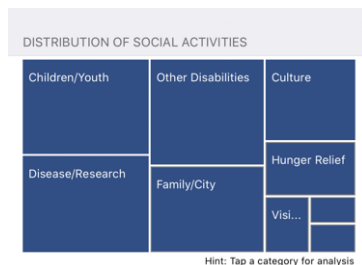 DISTRIBUTION OF SOCIAL ACTIVITIES
Children/Youth
Other Disabilities
Culture
Hunger Relief
Disease/Research
Family/City
Visi...
Hint: Tap a category for analysis